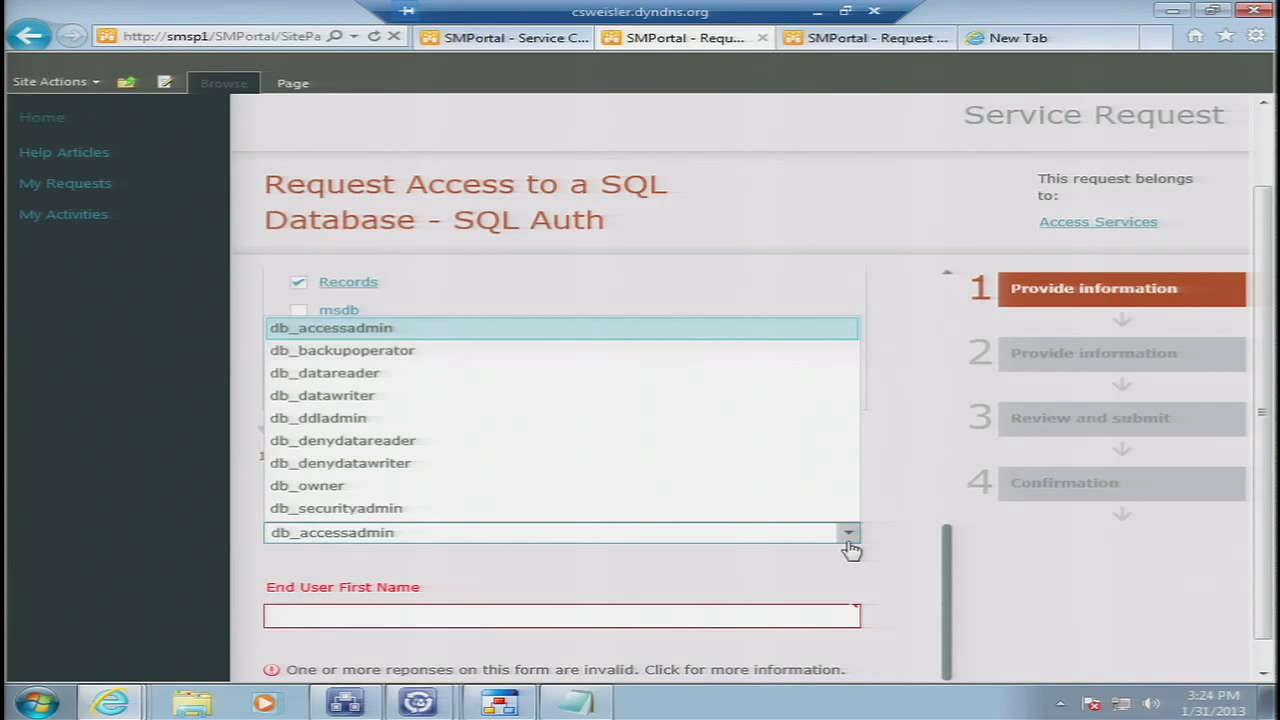 csweisler.dyndns.org
http://smsp1/SMPortal/SitePa
SMPortal - Service C...
SMPortal - Requ...
SMPortal - Request ...
New Tab
Site Actions
Browse
Page
Home
Help Articles
My Requests
My Activities
Service Request
Request Access to a SQL
Database - SQL Auth
This request belongs
to:
Access Services
Records
msdb
db_accessadmin
db_backupoperator
db_datareader
db_datawriter
db_ddladmin
db_denydatareader
db_denydatawriter
db_owner
db_securityadmin
db_accessadmin
End User First Name
One or more reponses on this form are invalid. Click for more information.
1 Provide information
2 Provide information
3 Review and submit
4 Confirmation
3:24 PM
1/31/2013